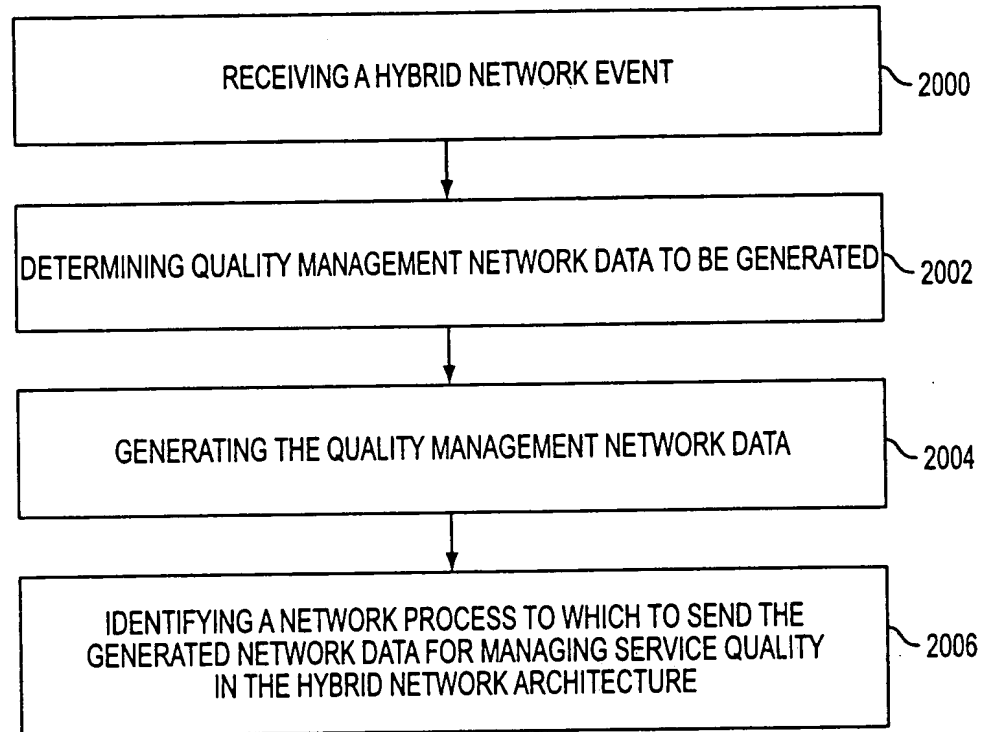 RECEIVING A HYBRID NETWORK EVENT
2000
DETERMINING QUALITY MANAGEMENT NETWORK DATA TO BE GENERATED
2002
GENERATING THE QUALITY MANAGEMENT NETWORK DATA
2004
IDENTIFYING A NETWORK PROCESS TO WHICH TO SEND THE
GENERATED NETWORK DATA FOR MANAGING SERVICE QUALITY
IN THE HYBRID NETWORK ARCHITECTURE
2006